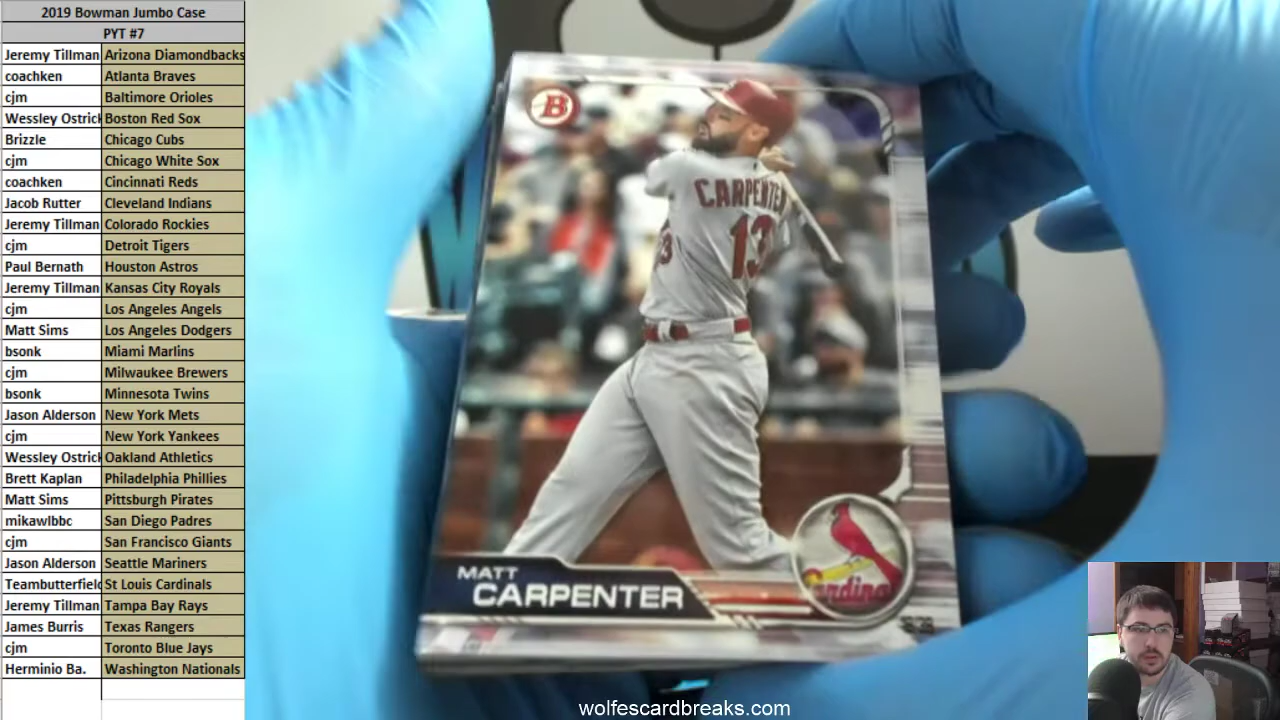 2019 Bowman Jumbo Case
PYT #7
Jeremy Tillman Arizona Diamondbacks
coachken Atlanta Braves
cjm Baltimore Orioles
Wessley Ostrick Boston Red Sox
Brizzle Chicago Cubs
cjm Chicago White Sox
coachken Cincinnati Reds
Jacob Rutter Cleveland Indians
Jeremy Tillman Colorado Rockies
cjm Detroit Tigers
Paul Bernath Houston Astros
Jeremy Tillman Kansas City Royals
cjm Los Angeles Angels
Matt Sims Los Angeles Dodgers
bsonk Miami Marlins
cjm Milwaukee Brewers
bsonk Minnesota Twins
Jason Alderson New York Mets
cjm New York Yankees
Wessley Ostrick Oakland Athletics
Brett Kaplan Philadelphia Phillies
Matt Sims Pittsburgh Pirates
mikawlbbc San Diego Padres
cjm San Francisco Giants
Jason Alderson Seattle Mariners
Teambutterfield St Louis Cardinals
Jeremy Tillman Tampa Bay Rays
James Burris Texas Rangers
cjm Toronto Blue Jays
Herminio Ba. Washington Nationals
B
CARPENTER
13
MATT
CARPENTER
Cardinals
wolfescardbreaks.com